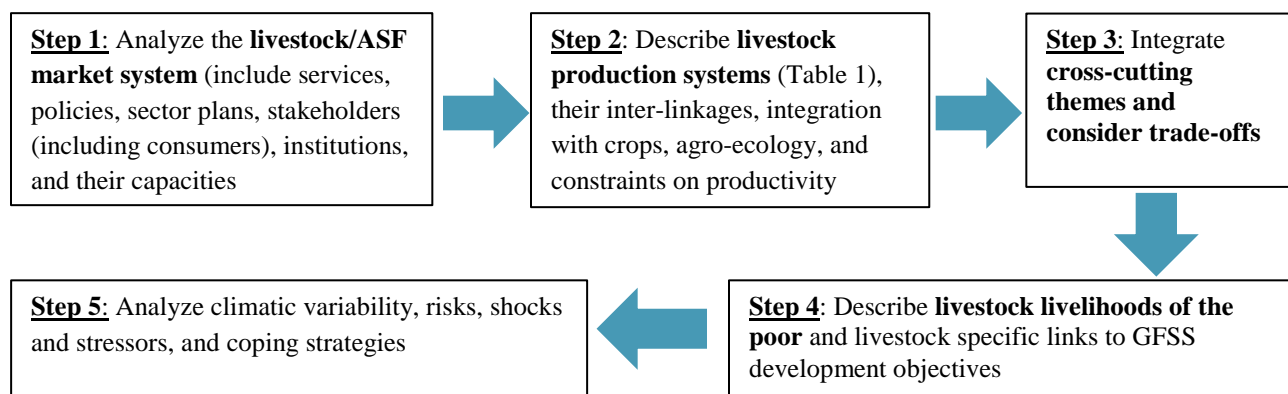 Step 1: Analyze the livestock/ASF
market system (include services,
policies, sector plans, stakeholders
(including consumers), institutions,
and their capacities
Step 2: Describe livestock
production systems (Table 1),
their inter-linkages, integration
with crops, agro-ecology, and
constraints on productivity
Step 3: Integrate
cross-cutting
themes and
consider trade-offs
Step 4: Describe livestock livelihoods of the
poor and livestock specific links to GFSS
development objectives
Step 5: Analyze climatic variability, risks, shocks
and stressors, and coping strategies